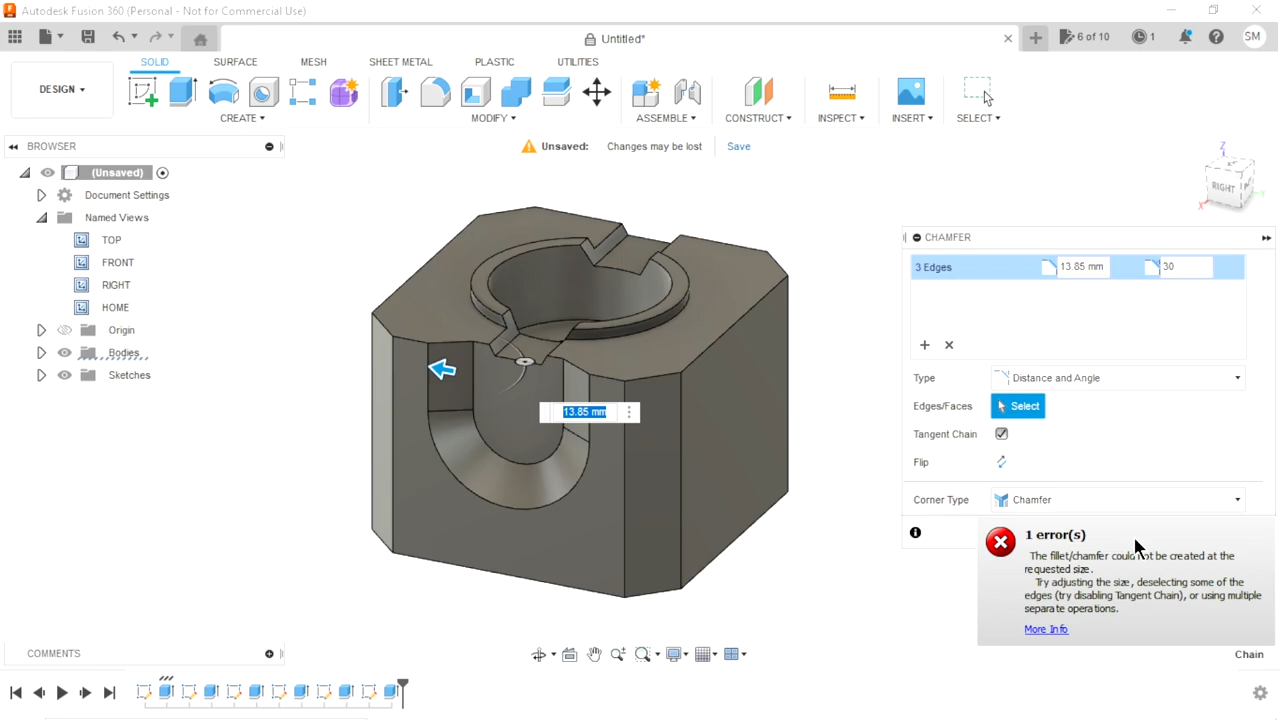 Autodesk Fusion 360 (Personal - Not for Commercial Use)
Untitled*
6 of 10
1
SM
DESIGN
SOLID
SURFACE
MESH
SHEET METAL
PLASTIC
UTILITIES
CREATE
MODIFY
ASSEMBLE
CONSTRUCT
INSPECT
INSERT
SELECT
BROWSER
Unsaved:
Changes may be lost
Save
(Unsaved)
Document Settings
Named Views
TOP
FRONT
RIGHT
HOME
Origin
Bodies
Sketches
Z
RIGHT
X
Y
CHAMFER
3 Edges
13.85 mm
30
Type
Distance and Angle
Edges/Faces
Select
Tangent Chain
Flip
Corner Type
Chamfer
13.85 mm
1 error(s)
The fillet/chamfer could not be created at the
requested size.
Try adjusting the size, deselecting some of the
edges (try disabling Tangent Chain), or using multiple
separate operations.
More Info
Chain
COMMENTS